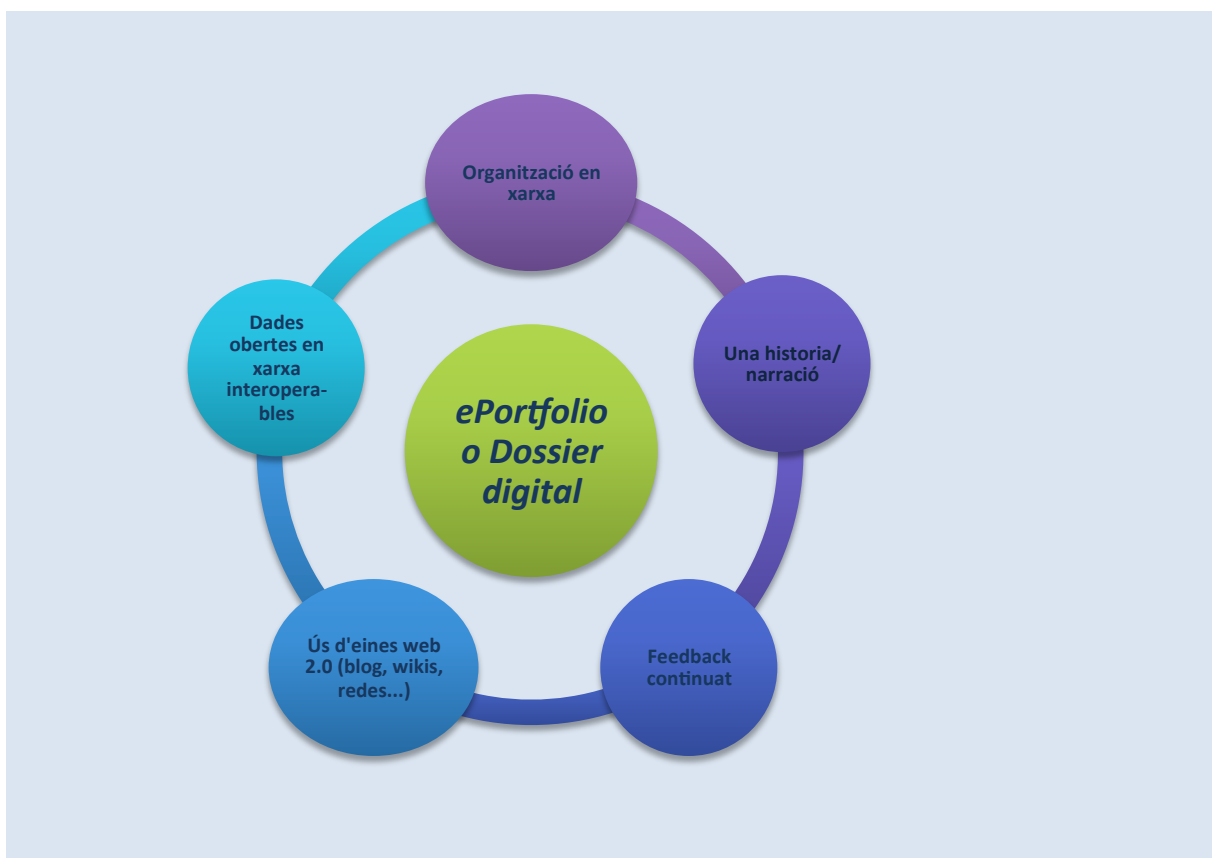 Organització en
xarxa
Una historia/
narració
Feedback
continuat
Ús d'eines web
2.0 (blog, wikis,
redes...)
Dades
obertes en
xarxa
interopera-
bles
ePortfolio
o Dossier
digital